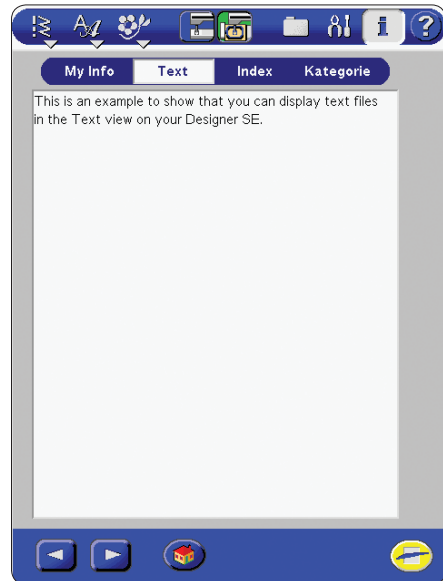 My Info Text Index Kategorie
This is an example to show that you can display text files
in the Text view on your Designer SE.